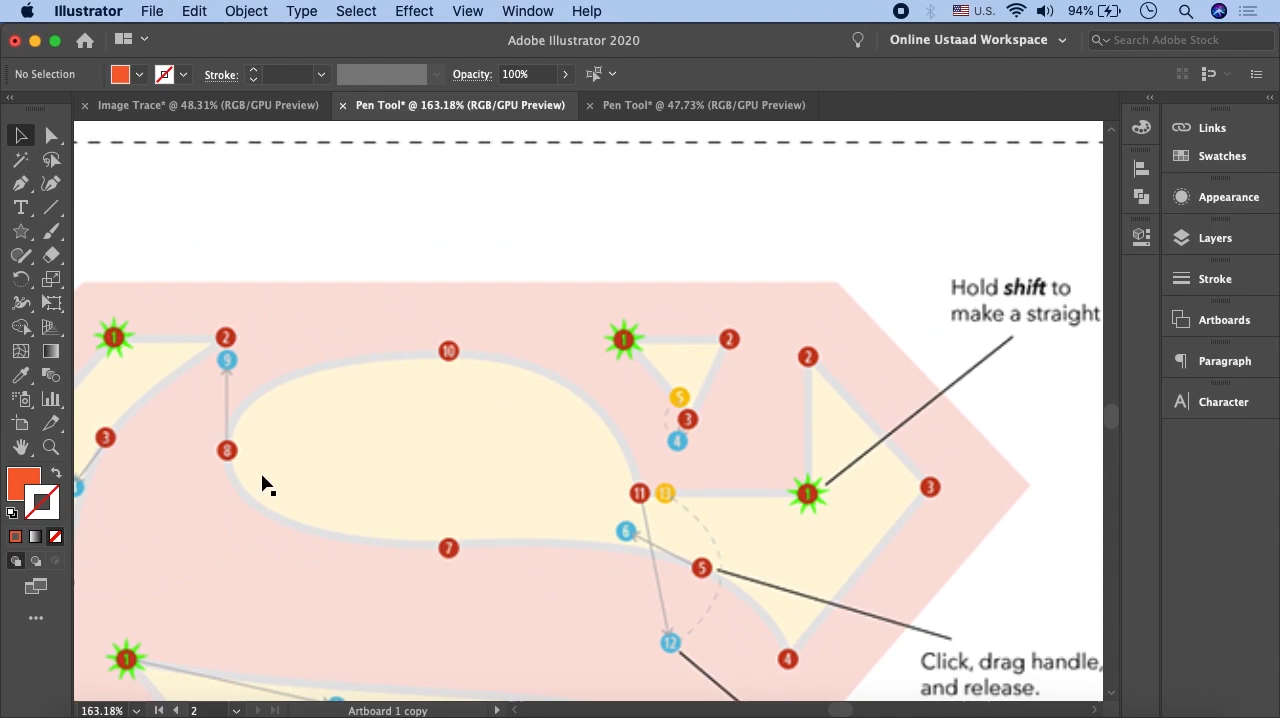 Illustrator File Edit Object Type Select Effect View Window Help U.S. 94%
Adobe Illustrator 2020 Online Ustaad Workspace Search Adobe Stock
No Selection Stroke: Opacity: 100%
× Image Trace* @ 48.31% (RGB/GPU Preview) × Pen Tool* @ 163.18% (RGB/GPU Preview) × Pen Tool* @ 47.73% (RGB/GPU Preview)
Links
Swatches
Appearance
Layers
Stroke
Artboards
Paragraph
Character
Hold shift to
make a straight
1 2 9 10 1 2 2
5 3 4
3 8 11 13 1 3
6 7 5
12 4
1
Click, drag handle,
and release.
163.18% 2 Artboard 1 copy